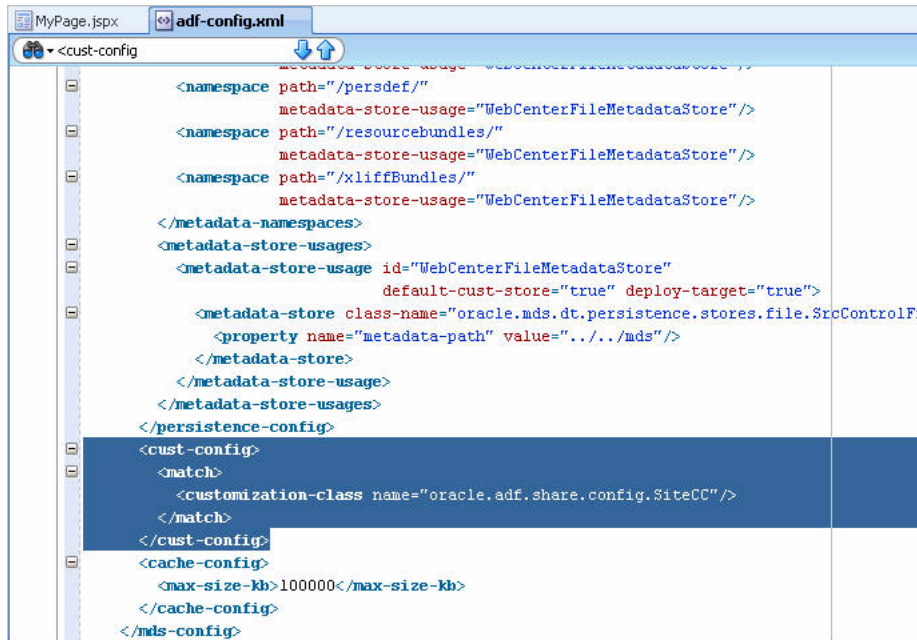 MyPage.jspx
adf-config.xml
<cust-config
metadata-store-usage="WebCenterFileMetadataStore"/>
<namespace path="/persdef/"
metadata-store-usage="WebCenterFileMetadataStore"/>
<namespace path="/resourcebundles/"
metadata-store-usage="WebCenterFileMetadataStore"/>
<namespace path="/xliffBundles/"
metadata-store-usage="WebCenterFileMetadataStore"/>
</metadata-namespaces>
<metadata-store-usages>
<metadata-store-usage id="WebCenterFileMetadataStore"
default-cust-store="true" deploy-target="true">
<metadata-store class-name="oracle.mds.dt.persistence.stores.file.SrcControlF
<property name="metadata-path" value="../../mds"/>
</metadata-store>
</metadata-store-usage>
</metadata-store-usages>
</persistence-config>
<cust-config>
<match>
<customization-class name="oracle.adf.share.config.SiteCC"/>
</match>
</cust-config>
<cache-config>
<max-size-kb>100000</max-size-kb>
</cache-config>
</mds-config>